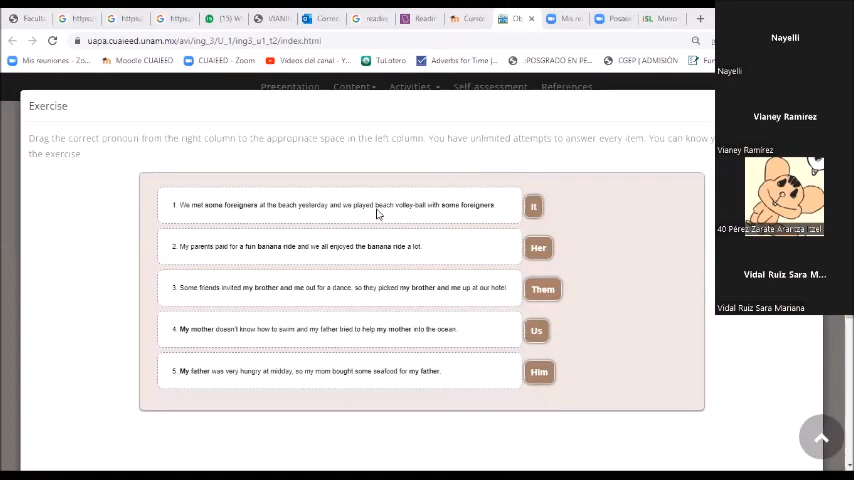 Facult
https:
https:
https:
(15) W
VIANI
Correo
readin
Readin
Curso
Ob
Mis re
Posase
Minio
uapa.cuaieed.unam.mx/avi/ing_3/U_1/ing3_u1_t2/index.html
Mis reuniones - Zo...
Moodle CUAIEED
CUAIEED - Zoom
Vídeos del canal - Y...
TuLotero
Adverbs for Time |...
:POSGRADO EN PE...
CGEP | ADMISIÓN
Presentation Content Activities Self-assessment References
Exercise
Drag the correct pronoun from the right column to the appropriate space in the left column. You have unlimited attempts to answer every item. You can know y
the exercise
1 We met some foreigners at the beach yesterday and we played beach volley-ball with some foreigners
It
2. My parents paid for a fun banana ride and we all enjoyed the banana ride a lot.
Her
3. Some friends invited my brother and me out for a dance, so they picked my brother and me up at our hotel.
Them
4. My mother doesn't know how to swim and my father tried to help my mother into the ocean.
Us
5. My father was very hungry at midday, so my mom bought some seafood for my father.
Him
Nayelli
Nayelli
Vianey Ramirez
Vianey Ramírez
40 Pérez Zarate Arantza Itzel
Vidal Ruiz Sara M...
Vidal Ruiz Sara Mariana